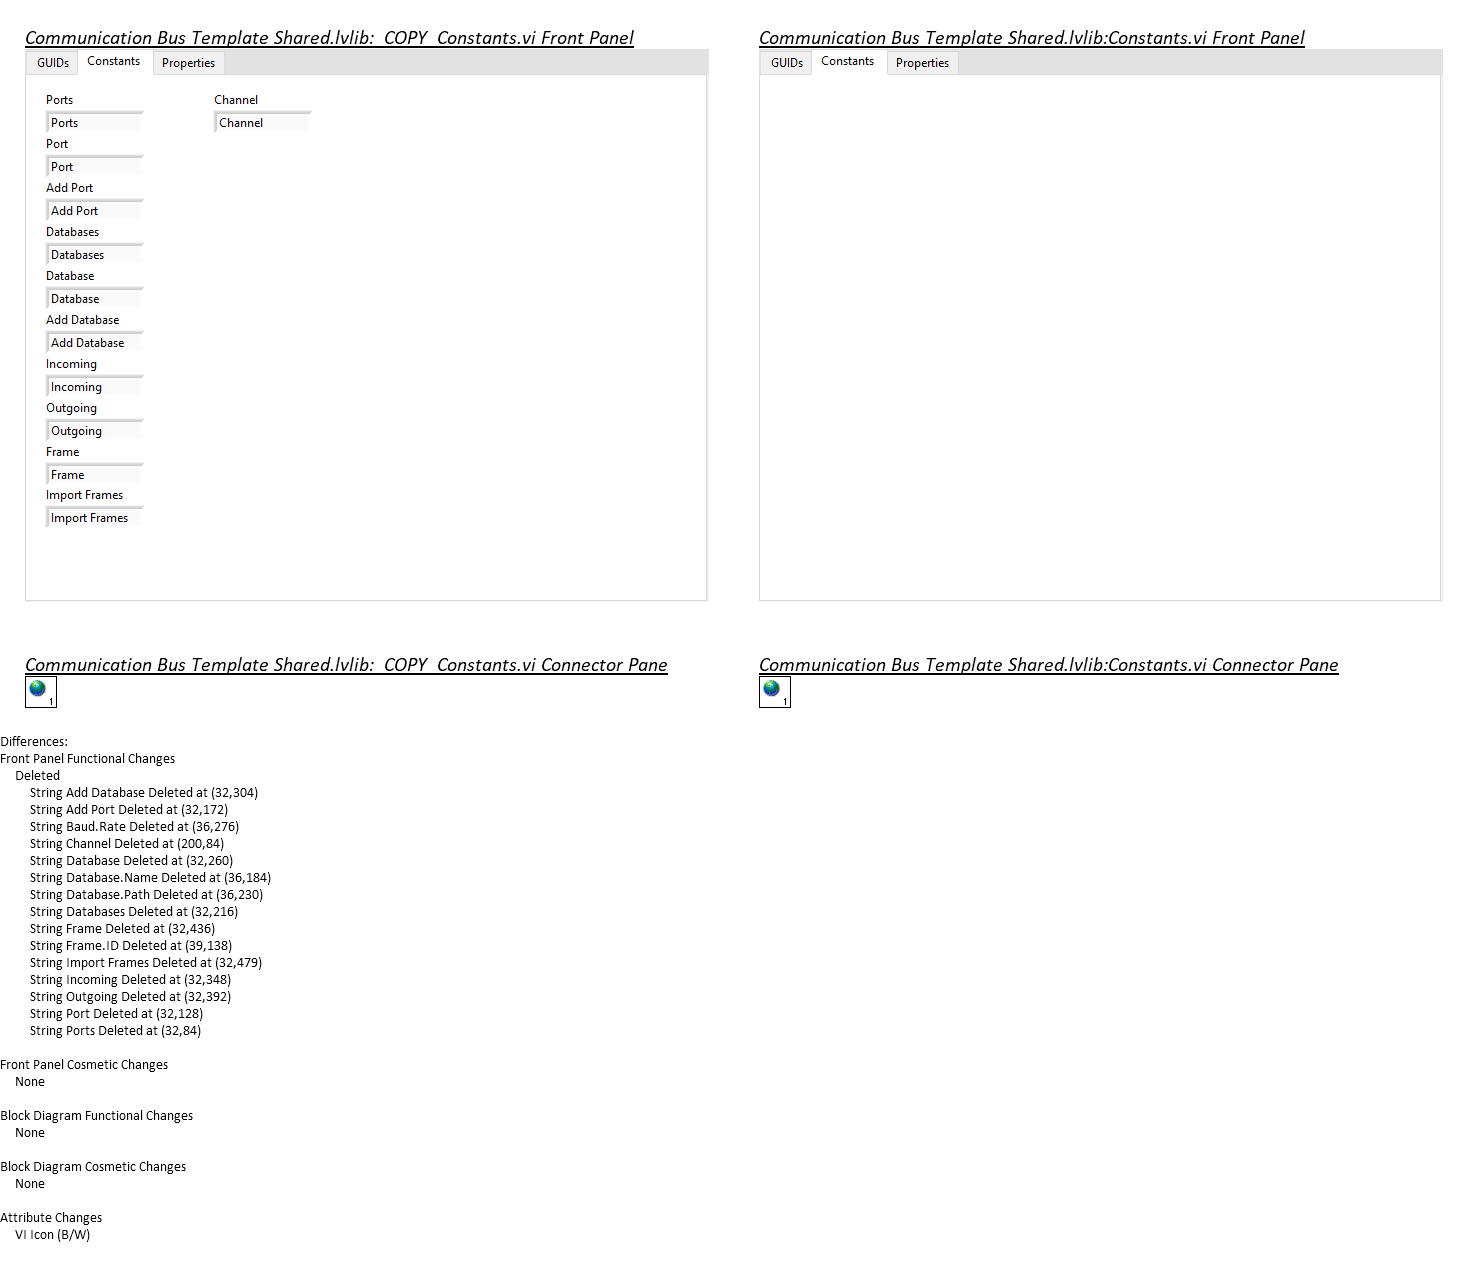 Communication Bus Template Shared.lvlib:_COPY_Constants.vi Front Panel
GUIDs Constants Properties
Ports
Ports
Port
Port
Add Port
Add Port
Databases
Databases
Database
Database
Add Database
Add Database
Incoming
Incoming
Outgoing
Outgoing
Frame
Frame
Import Frames
Import Frames
Channel
Channel
Communication Bus Template Shared.lvlib:Constants.vi Front Panel
GUIDs Constants Properties
Communication Bus Template Shared.lvlib:_COPY_Constants.vi Connector Pane
1
Communication Bus Template Shared.lvlib:Constants.vi Connector Pane
1
Differences:
Front Panel Functional Changes
Deleted
String Add Database Deleted at (32,304)
String Add Port Deleted at (32,172)
String Baud.Rate Deleted at (36,276)
String Channel Deleted at (200,84)
String Database Deleted at (32,260)
String Database.Name Deleted at (36,184)
String Database.Path Deleted at (36,230)
String Databases Deleted at (32,216)
String Frame Deleted at (32,436)
String Frame.ID Deleted at (39,138)
String Import Frames Deleted at (32,479)
String Incoming Deleted at (32,348)
String Outgoing Deleted at (32,392)
String Port Deleted at (32,128)
String Ports Deleted at (32,84)
Front Panel Cosmetic Changes
None
Block Diagram Functional Changes
None
Block Diagram Cosmetic Changes
None
Attribute Changes
VI Icon (B/W)